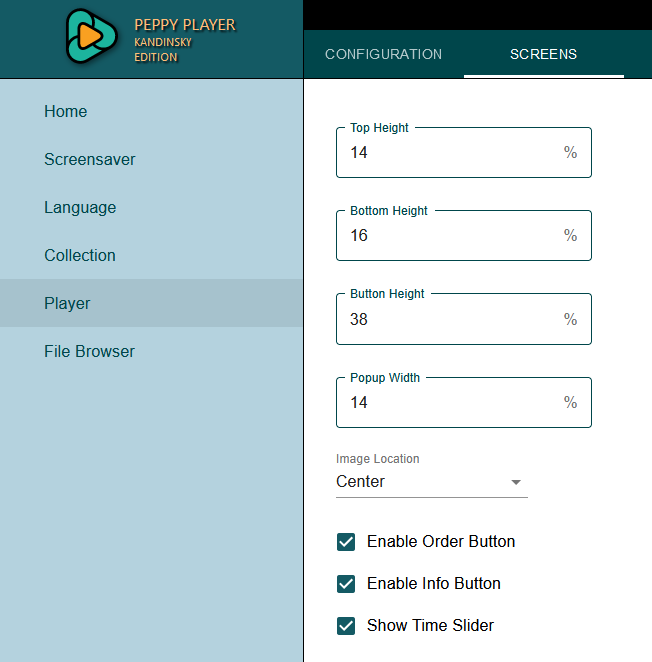 PEPPY PLAYER
KANDINSKY
EDITION
CONFIGURATION
SCREENS
Home
Screensaver
Language
Collection
Player
File Browser
Top Height
14 %
Bottom Height
16 %
Button Height
38 %
Popup Width
14 %
Image Location
Center
Enable Order Button
Enable Info Button
Show Time Slider